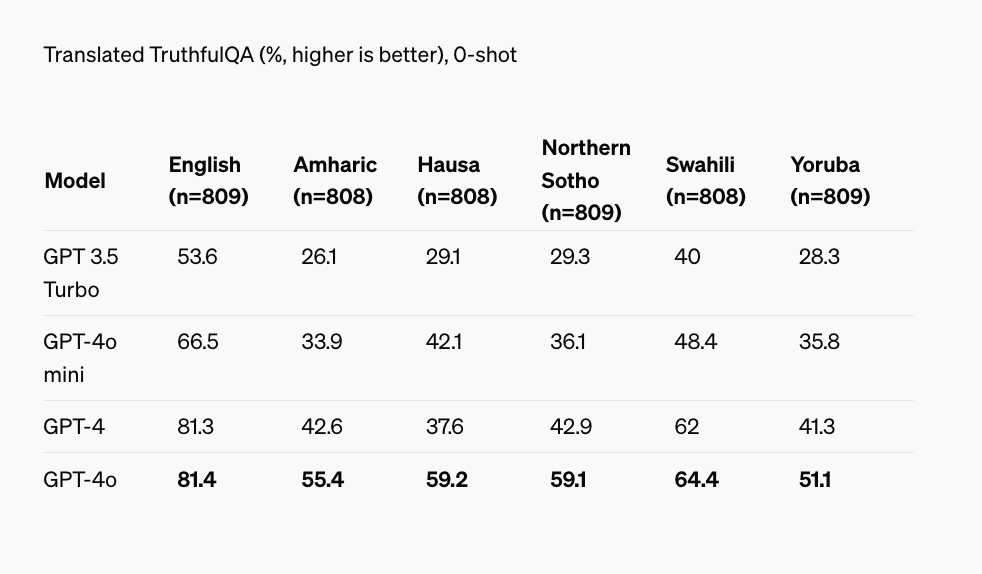 Translated TruthfulQA (%, higher is better), 0-shot
Model English (n=809) Amharic (n=808) Hausa (n=808) Northern Sotho (n=809) Swahili (n=808) Yoruba (n=809)
GPT 3.5 Turbo 53.6 26.1 29.1 29.3 40 28.3
GPT-4o mini 66.5 33.9 42.1 36.1 48.4 35.8
GPT-4 81.3 42.6 37.6 42.9 62 41.3
GPT-4o 81.4 55.4 59.2 59.1 64.4 51.1